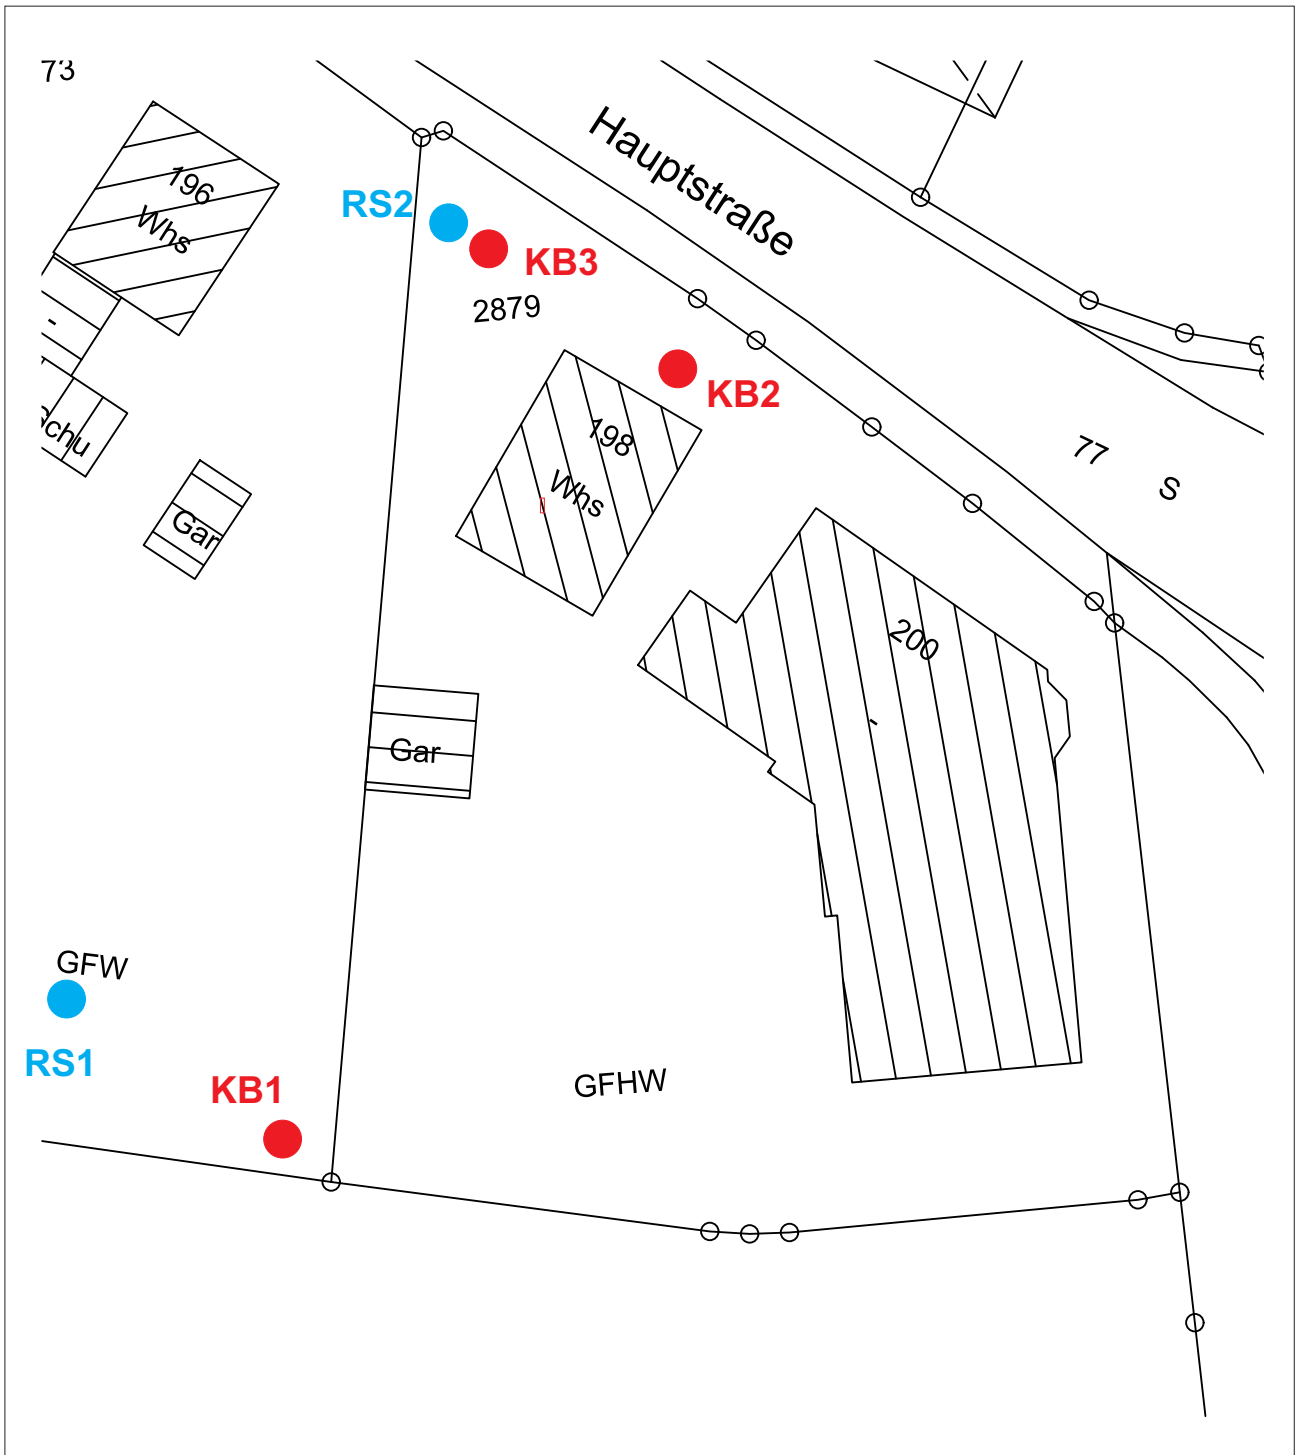 73
Hauptstraße
196
Whs
RS2
KB3
2879
KB2
198
Whs
77
S
Gar
200
Gar
GFW
RS1
KB1
GFHW